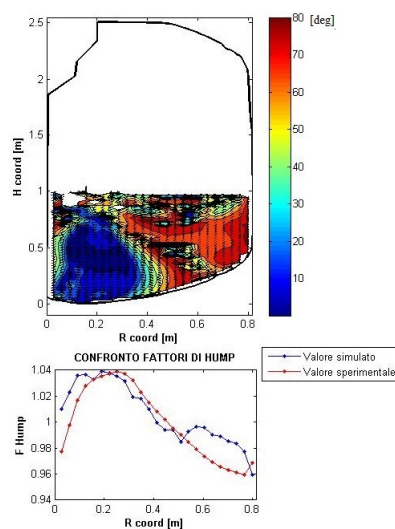 2.5
2
1.5
1
0.5
0
H coord [m]
0 0.2 0.4 0.6 0.8
R coord [m]
80 [deg]
70
60
50
40
30
20
10
CONFRONTO FATTORI DI HUMP
1.04
1.02
1
0.98
0.96
0.94
F Hump
0 0.2 0.4 0.6 0.8
R coord [m]
Valore simulato
Valore sperimentale